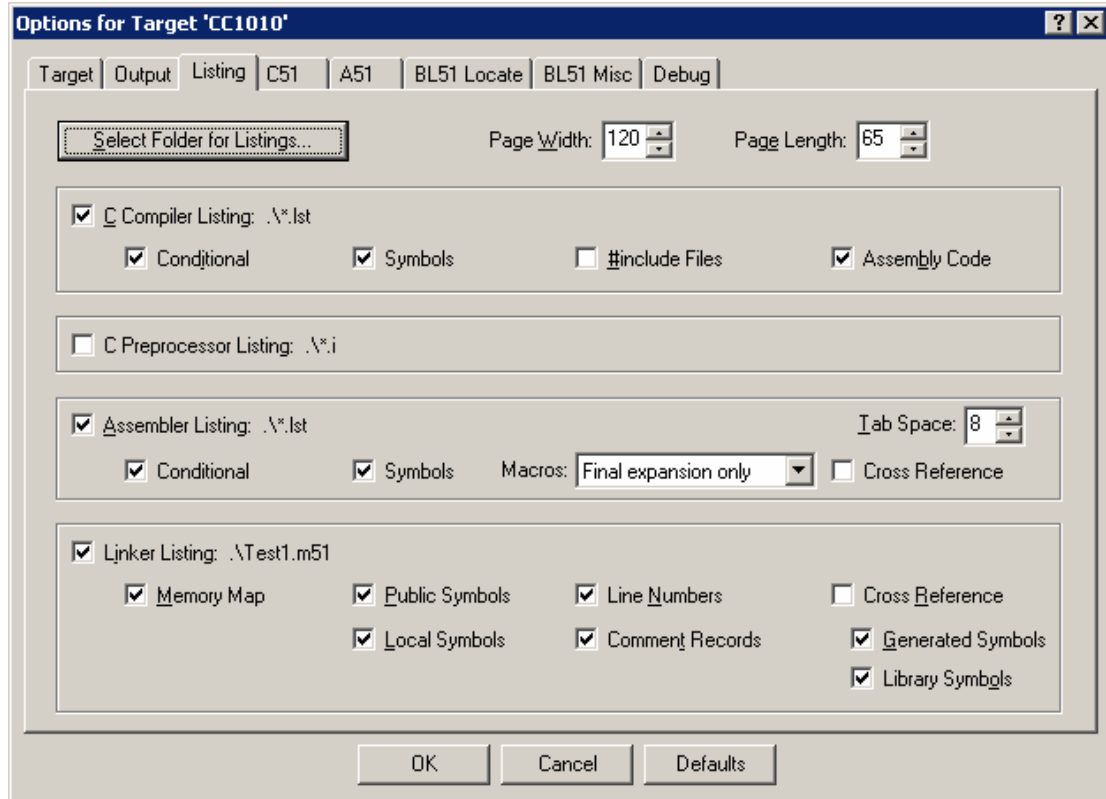 Options for Target 'CC1010'
Target Output Listing C51 A51 BL51 Locate BL51 Misc Debug
Select Folder for Listings... Page Width: 120 Page Length: 65
C Compiler Listing: .\*.lst
Conditional Symbols #include Files Assembly Code
C Preprocessor Listing: .\*.i
Assembler Listing: .\*.lst Tab Space: 8
Conditional Symbols Macros: Final expansion only Cross Reference
Linker Listing: .\Test1.m51
Memory Map Public Symbols Line Numbers Cross Reference
Local Symbols Comment Records Generated Symbols
Library Symbols
OK Cancel Defaults